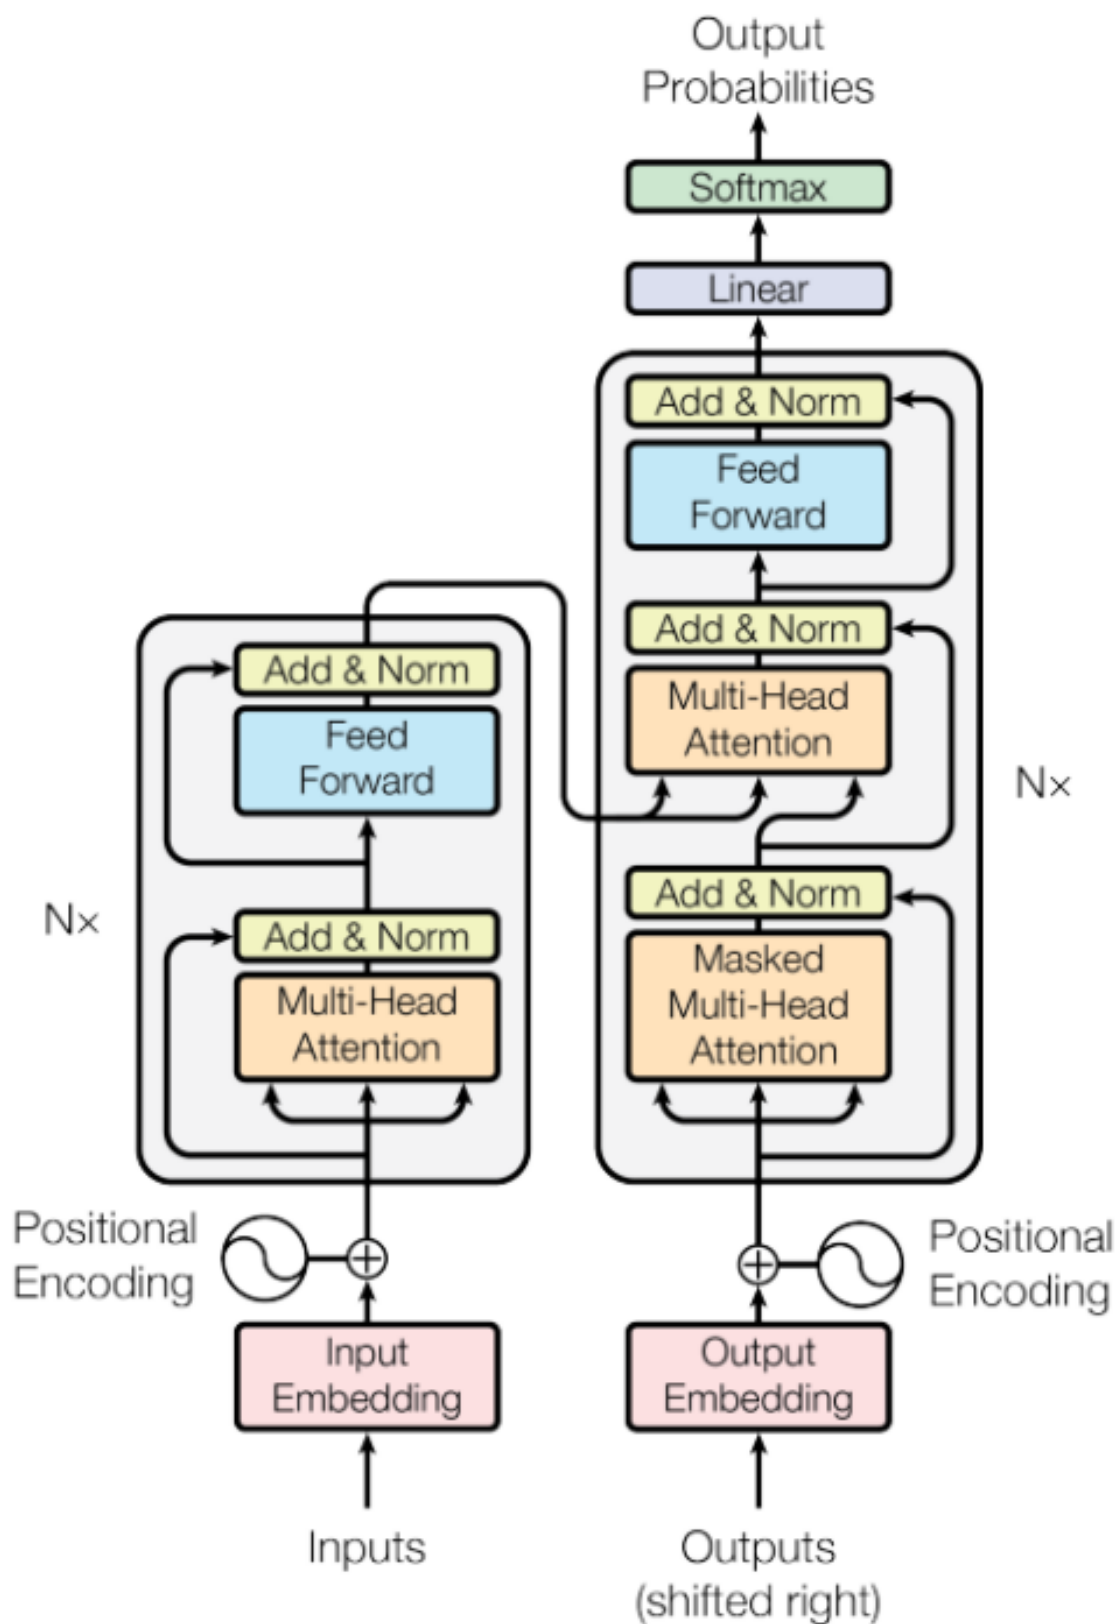 Output
Probabilities
Softmax
Linear
Add & Norm
Feed
Forward
Add & Norm
Multi-Head
Attention
Add & Norm
Masked
Multi-Head
Attention
Nx
Add & Norm
Feed
Forward
Add & Norm
Multi-Head
Attention
Nx
Positional
Encoding
Positional
Encoding
Input
Embedding
Output
Embedding
Inputs
Outputs
(shifted right)